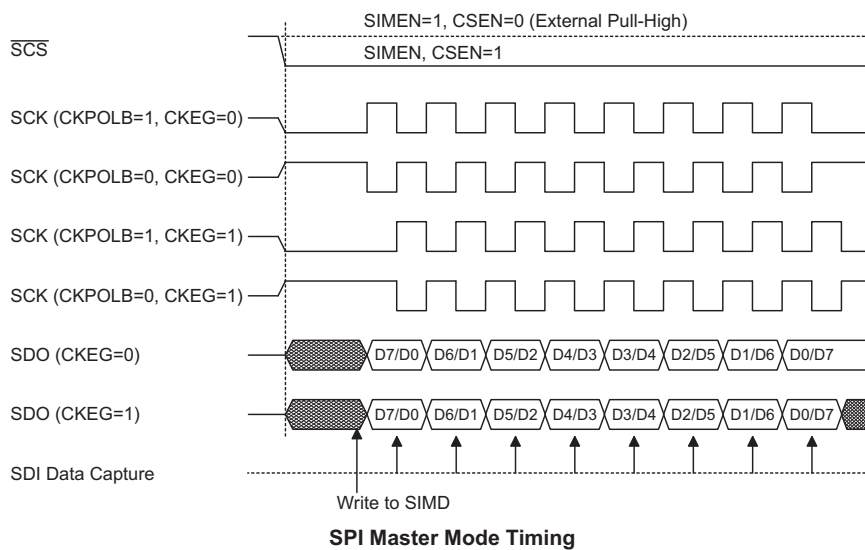 SIMEN=1, CSEN=0 (External Pull-High)
SCS
SIMEN, CSEN=1
SCK (CKPOLB=1, CKEG=0)
SCK (CKPOLB=0, CKEG=0)
SCK (CKPOLB=1, CKEG=1)
SCK (CKPOLB=0, CKEG=1)
SDO (CKEG=0) D7/D0 D6/D1 D5/D2 D4/D3 D3/D4 D2/D5 D1/D6 D0/D7
SDO (CKEG=1) D7/D0 D6/D1 D5/D2 D4/D3 D3/D4 D2/D5 D1/D6 D0/D7
SDI Data Capture
Write to SIMD
SPI Master Mode Timing